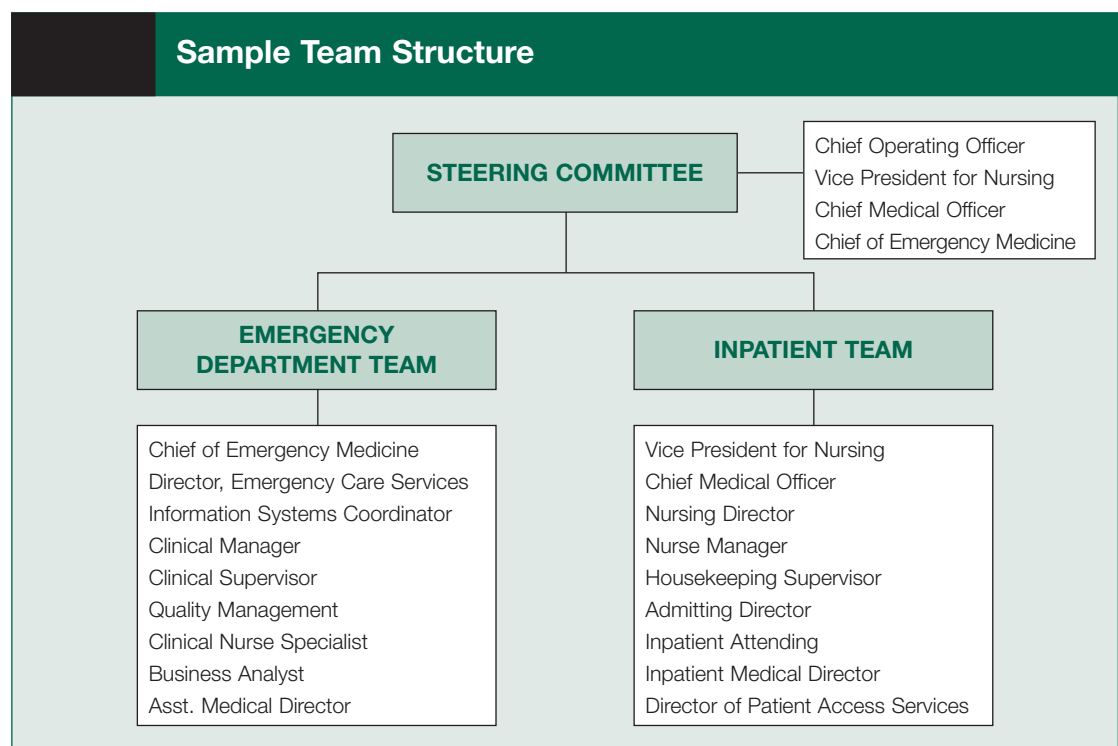 Sample Team Structure
STEERING COMMITTEE
Chief Operating Officer
Vice President for Nursing
Chief Medical Officer
Chief of Emergency Medicine
EMERGENCY
DEPARTMENT TEAM
Chief of Emergency Medicine
Director, Emergency Care Services
Information Systems Coordinator
Clinical Manager
Clinical Supervisor
Quality Management
Clinical Nurse Specialist
Business Analyst
Asst. Medical Director
INPATIENT TEAM
Vice President for Nursing
Chief Medical Officer
Nursing Director
Nurse Manager
Housekeeping Supervisor
Admitting Director
Inpatient Attending
Inpatient Medical Director
Director of Patient Access Services